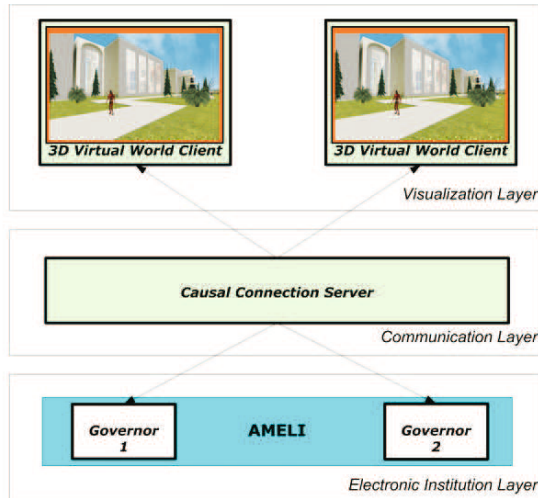 3D Virtual World Client
3D Virtual World Client
Visualization Layer
Causal Connection Server
Communication Layer
Governor
1
AMELI
Governor
2
Electronic Institution Layer